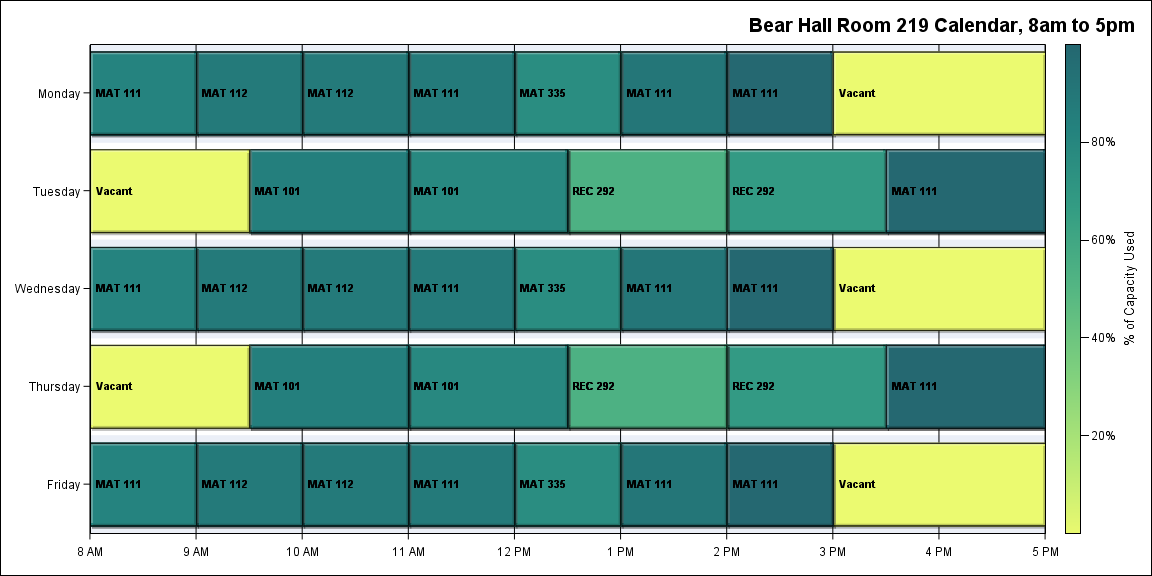 Bear Hall Room 219 Calendar, 8am to 5pm
Monday
MAT 111
MAT 112
MAT 112
MAT 111
MAT 335
MAT 111
MAT 111
Vacant
Tuesday
Vacant
MAT 101
MAT 101
REC 292
REC 292
MAT 111
Wednesday
MAT 111
MAT 112
MAT 112
MAT 111
MAT 335
MAT 111
MAT 111
Vacant
Thursday
Vacant
MAT 101
MAT 101
REC 292
REC 292
MAT 111
Friday
MAT 111
MAT 112
MAT 112
MAT 111
MAT 335
MAT 111
MAT 111
Vacant
8 AM
9 AM
10 AM
11 AM
12 PM
1 PM
2 PM
3 PM
4 PM
5 PM
80%
60%
40%
20%
% of Capacity Used